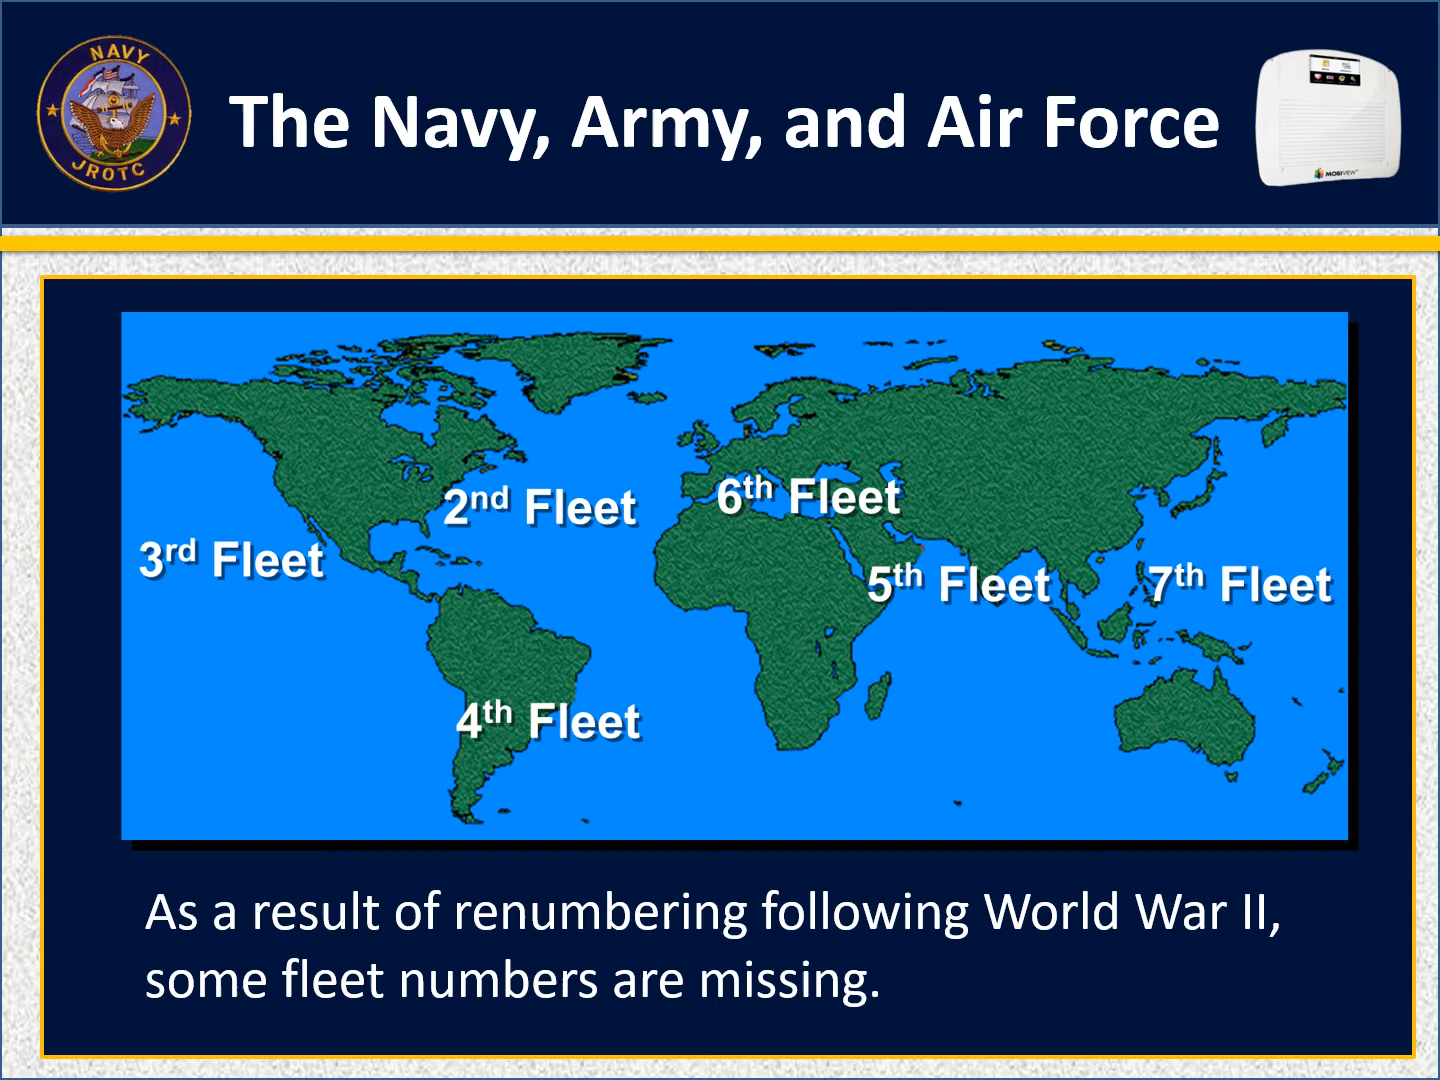 NAVY
JROTC
The Navy, Army, and Air Force
MOBIVIEW™
2nd Fleet
6th Fleet
3rd Fleet
5th Fleet
7th Fleet
4th Fleet
As a result of renumbering following World War II,
some fleet numbers are missing.